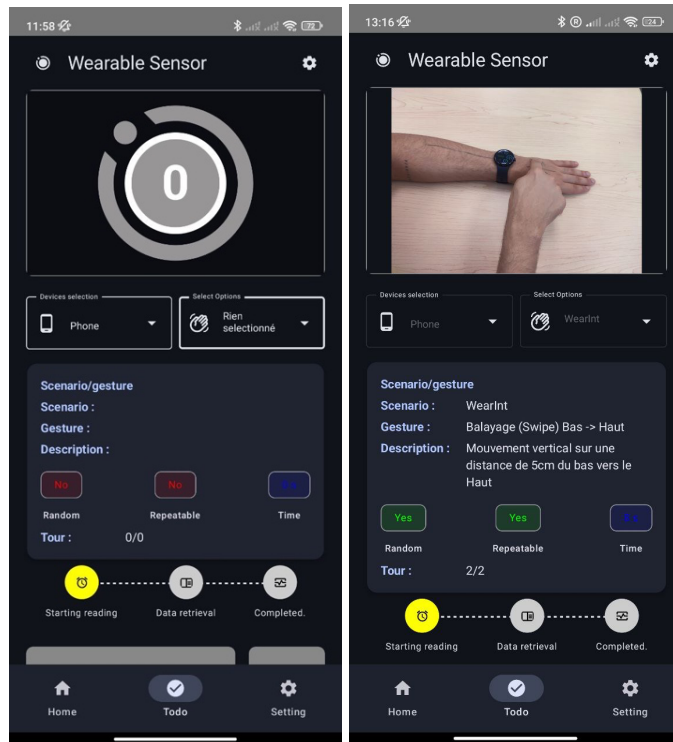 11:58
72
Wearable Sensor
0
Devices selection
Select Options
Phone
Rien
selectionné
Scenario/gesture
Scenario :
Gesture :
Description :
No
No
Random
Repeatable
Time
Tour :
0/0
Starting reading
Data retrieval
Completed.
Home
Todo
Setting
13:16
R
24
Wearable Sensor
Devices selection
Select Options
Phone
WearInt
Scenario/gesture
Scenario :
WearInt
Gesture :
Balayage (Swipe) Bas -> Haut
Description :
Mouvement vertical sur une
distance de 5cm du bas vers le
Haut
Yes
Yes
Random
Repeatable
Time
Tour :
2/2
Starting reading
Data retrieval
Completed.
Home
Todo
Setting